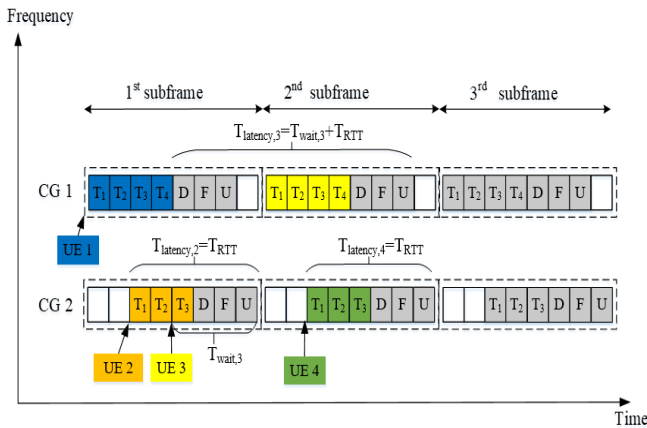 Frequency
1st subframe 2nd subframe 3rd subframe
Tlatency,3=Twait,3+TRTT
CG 1 T1 T2 T3 T4 D F U T1 T2 T3 T4 D F U T1 T2 T3 T4 D F U
UE 1
Tlatency,2=TRTT Tlatency,4=TRTT
CG 2 T1 T2 T3 D F U T1 T2 T3 D F U T1 T2 T3 D F U
Twait,3
UE 2 UE 3 UE 4
Time